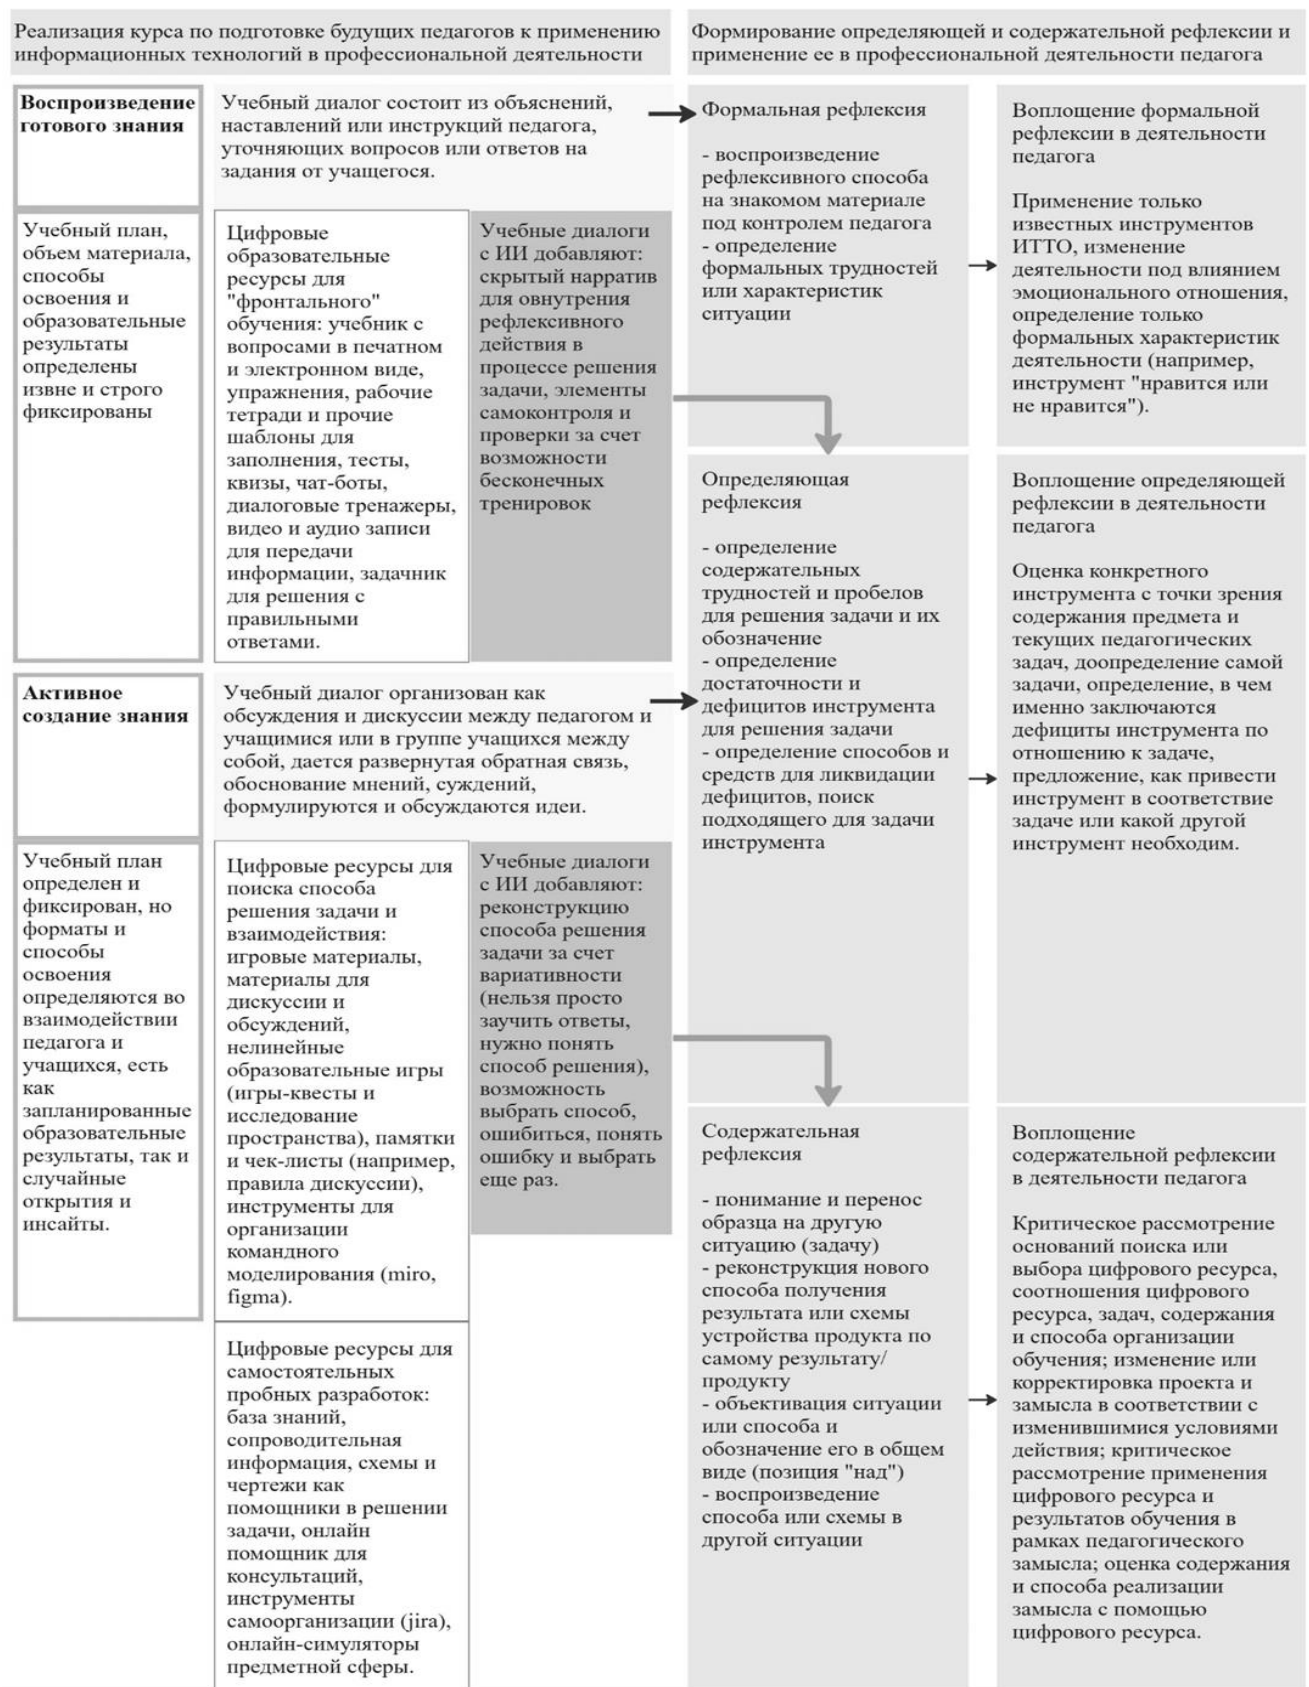 Реализация курса по подготовке будущих педагогов к применению
информационных технологий в профессиональной деятельности
Формирование определяющей и содержательной рефлексии и
применение ее в профессиональной деятельности педагога
Воспроизведение
готового знания
Учебный диалог состоит из объяснений,
наставлений или инструкций педагога,
уточняющих вопросов или ответов на
задания от учащегося.
Учебный план,
объем материала,
способы
освоения и
образовательные
результаты
определены
извне и строго
фиксированы
Цифровые
образовательные
ресурсы для
"фронтального"
обучения: учебник с
вопросами в печатном
и электронном виде,
упражнения, рабочие
тетради и прочие
шаблоны для
заполнения, тесты,
квизы, чат-боты,
диалоговые тренажеры,
видео и аудио записи
для передачи
информации, задачник
для решения с
правильными
ответами.
Учебные диалоги
с ИИ добавляют:
скрытый нарратив
для овнутрения
рефлексивного
действия в
процессе решения
задачи, элементы
самоконтроля и
проверки за счет
возможности
бесконечных
тренировок
Формальная рефлексия
- воспроизведение
рефлексивного способа
на знакомом материале
под контролем педагога
- определение
формальных трудностей
или характеристик
ситуации
Воплощение формальной
рефлексии в деятельности
педагога
Применение только
известных инструментов
ИТТО, изменение
деятельности под влиянием
эмоционального отношения,
определение только
формальных характеристик
деятельности (например,
инструмент "нравится или
не нравится").
Определяющая
рефлексия
- определение
содержательных
трудностей и пробелов
для решения задачи и их
обозначение
- определение
достаточности и
дефицитов инструмента
для решения задачи
- определение способов и
средств для ликвидации
дефицитов, поиск
подходящего для задачи
инструмента
Воплощение определяющей
рефлексии в деятельности
педагога
Оценка конкретного
инструмента с точки зрения
содержания предмета и
текущих педагогических
задач, доопределение самой
задачи, определение, в чем
именно заключаются
дефициты инструмента по
отношению к задаче,
предложение, как привести
инструмент в соответствие
задаче или какой другой
инструмент необходим.
Активное
создание знания
Учебный диалог организован как
обсуждения и дискуссии между педагогом и
учащимися или в группе учащихся между
собой, дается развернутая обратная связь,
обоснование мнений, суждений,
формулируются и обсуждаются идеи.
Учебный план
определен и
фиксирован, но
форматы и
способы
освоения
определяются во
взаимодействии
педагога и
учащихся, есть
как
запланированные
образовательные
результаты, так и
случайные
открытия и
инсайты.
Цифровые ресурсы для
поиска способа
решения задачи и
взаимодействия:
игровые материалы,
материалы для
дискуссии и
обсуждений,
нелинейные
образовательные игры
(игры-квесты и
исследование
пространства), памятки
и чек-листы (например,
правила дискуссии),
инструменты для
организации
командного
моделирования (miro,
figma).
Учебные диалоги
с ИИ добавляют:
реконструкцию
способа решения
задачи за счет
вариативности
(нельзя просто
заучить ответы,
нужно понять
способ решения),
возможность
выбрать способ,
ошибиться, понять
ошибку и выбрать
еще раз.
Цифровые ресурсы для
самостоятельных
пробных разработок:
база знаний,
сопроводительная
информация, схемы и
чертежи как
помощники в решении
задачи, онлайн
помощник для
консультаций,
инструменты
самоорганизации (jira),
онлайн-симуляторы
предметной сферы.
Содержательная
рефлексия
- понимание и перенос
образца на другую
ситуацию (задачу)
- реконструкция нового
способа получения
результата или схемы
устройства продукта по
самому результату/
продукту
- объективация ситуации
или способа и
обозначение его в общем
виде (позиция "над")
- воспроизведение
способа или схемы в
другой ситуации
Воплощение
содержательной рефлексии
в деятельности педагога
Критическое рассмотрение
оснований поиска или
выбора цифрового ресурса,
соотношения цифрового
ресурса, задач, содержания
и способа организации
обучения; изменение или
корректировка проекта и
замысла в соответствии с
изменившимися условиями
действия; критическое
рассмотрение применения
цифрового ресурса и
результатов обучения в
рамках педагогического
замысла; оценка содержания
и способа реализации
замысла с помощью
цифрового ресурса.